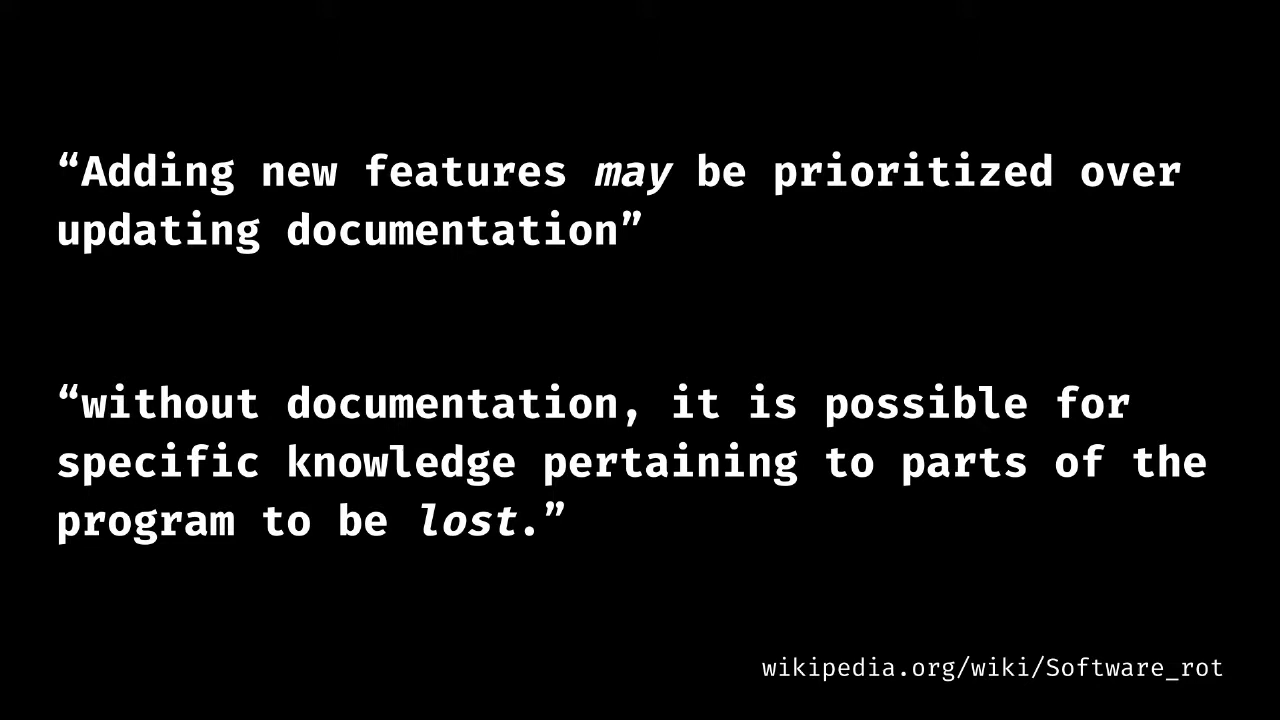 “Adding new features may be prioritized over
updating documentation”
“without documentation, it is possible for
specific knowledge pertaining to parts of the
program to be lost.”
wikipedia.org/wiki/Software_rot